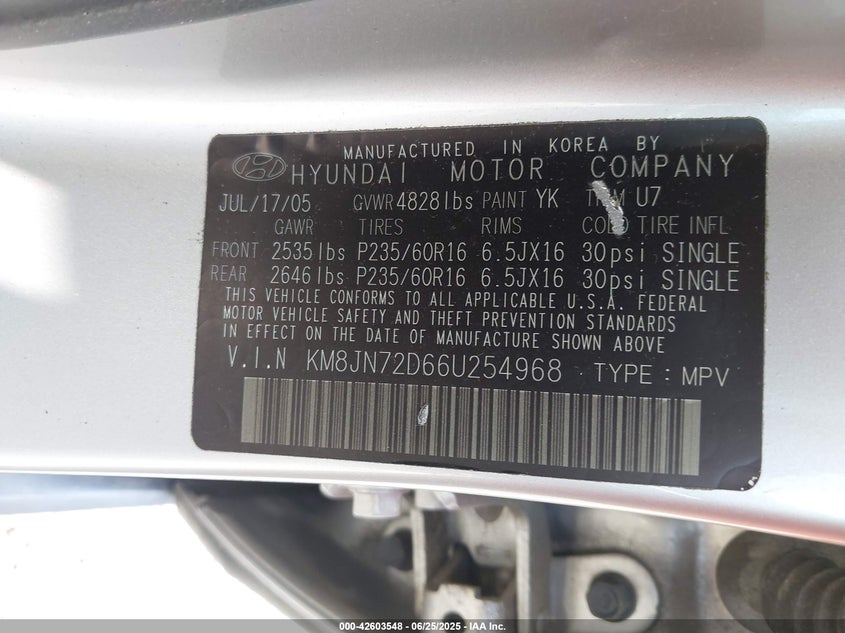 MANUFACTURED IN KOREA BY
HYUNDAI MOTOR COMPANY
JUL/17/05 GVWR 4828lbs PAINT YK U7
GAWR TIRES RIMS COLD TIRE INFL
FRONT 2535lbs P235/60R16 6.5JX16 30psi SINGLE
REAR 2646lbs P235/60R16 6.5JX16 30psi SINGLE
THIS VEHICLE CONFORMS TO ALL APPLICABLE U.S.A. FEDERAL
MOTOR VEHICLE SAFETY AND THEFT PREVENTION STANDARDS
IN EFFECT ON THE DATE OF MANUFACTURE SHOWN ABOVE
V.I.N KM8JN72D66U254968 TYPE : MPV
000-42603548 - 06/25/2025 - IAA Inc.